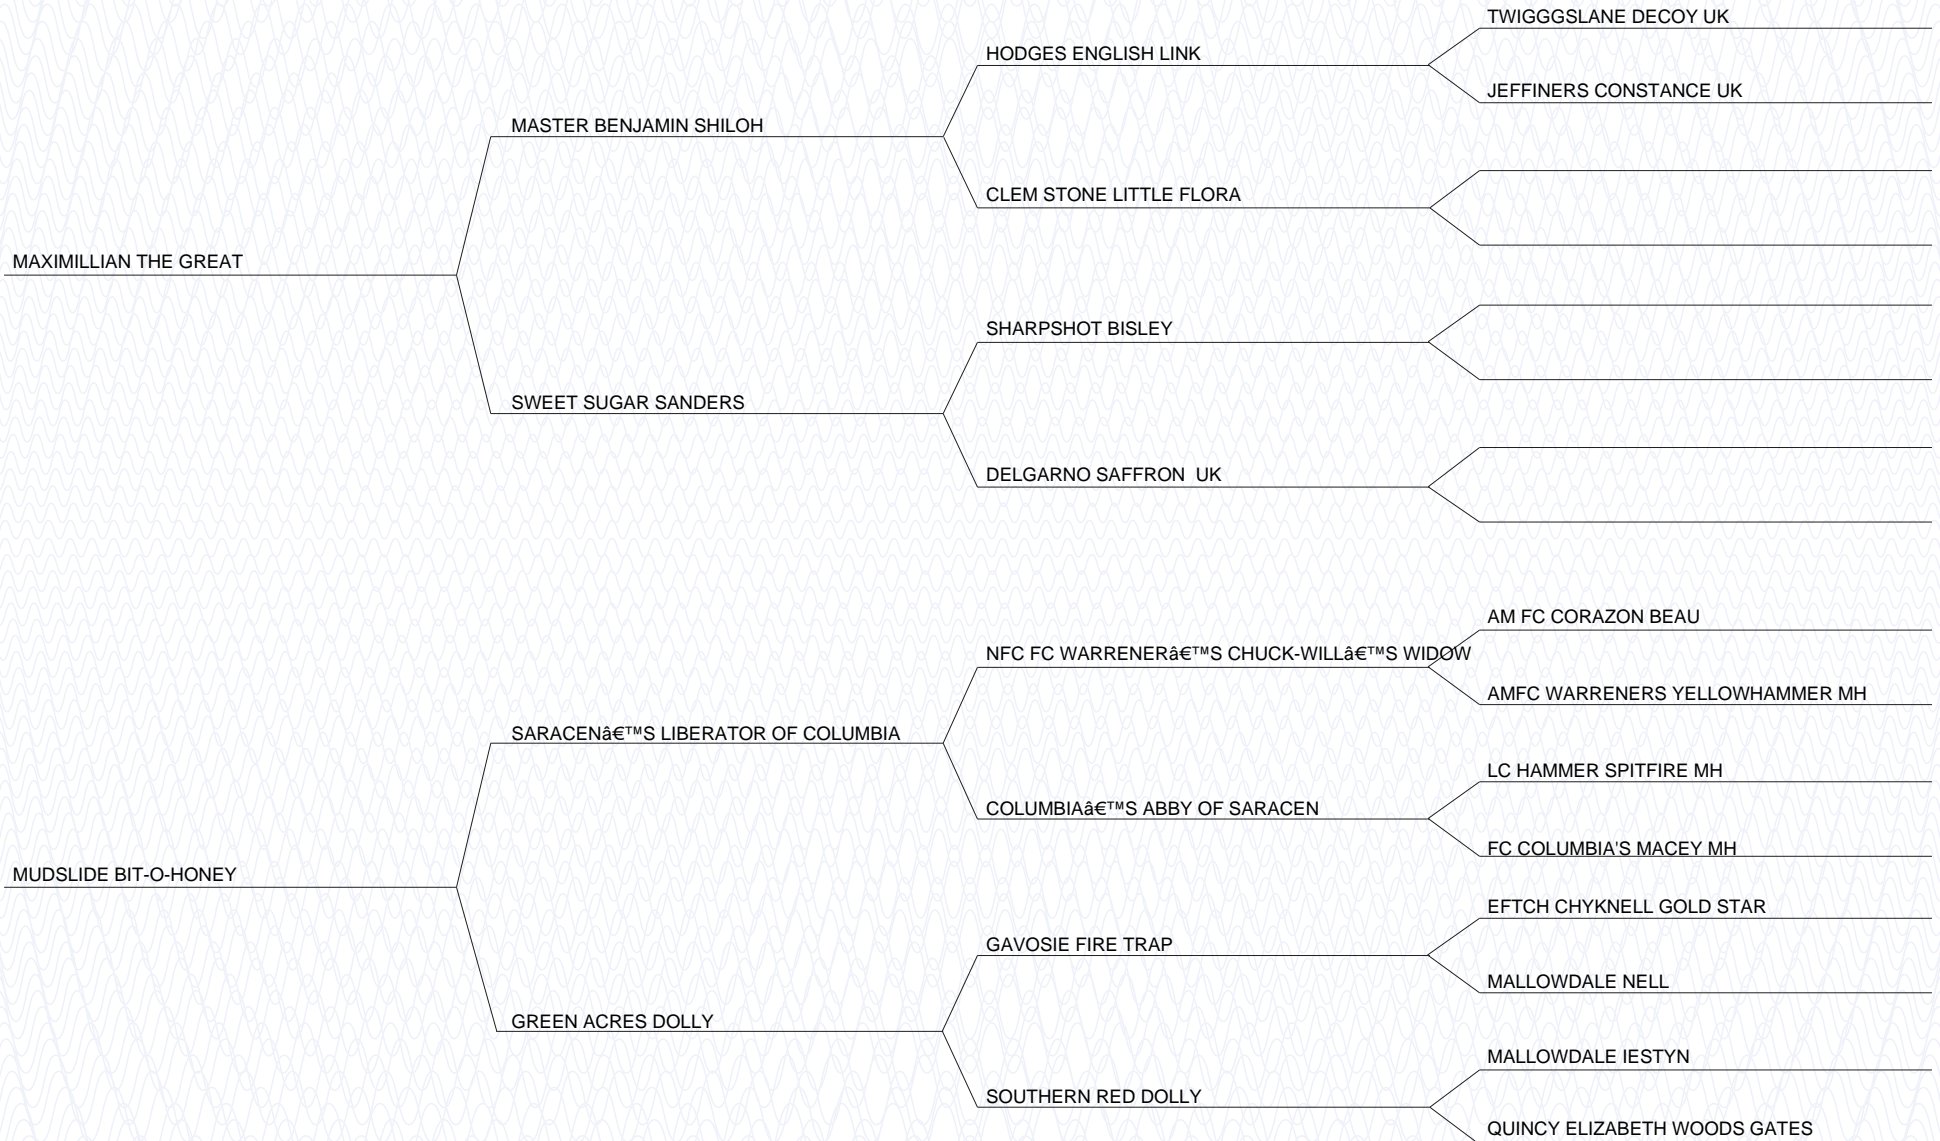 TWIGGGSLANE DECOY UK
HODGES ENGLISH LINK
JEFFINERS CONSTANCE UK
MASTER BENJAMIN SHILOH
CLEM STONE LITTLE FLORA
MAXIMILLIAN THE GREAT
SHARPSHOT BISLEY
SWEET SUGAR SANDERS
DELGARNO SAFFRON  UK
AM FC CORAZON BEAU
NFC FC WARRENERâ€™S CHUCK-WILLâ€™S WIDOW
AMFC WARRENERS YELLOWHAMMER MH
SARACENâ€™S LIBERATOR OF COLUMBIA
LC HAMMER SPITFIRE MH
COLUMBIAâ€™S ABBY OF SARACEN
FC COLUMBIA'S MACEY MH
MUDSLIDE BIT-O-HONEY
EFTCH CHYKNELL GOLD STAR
GAVOSIE FIRE TRAP
MALLOWDALE NELL
GREEN ACRES DOLLY
MALLOWDALE IESTYN
SOUTHERN RED DOLLY
QUINCY ELIZABETH WOODS GATES